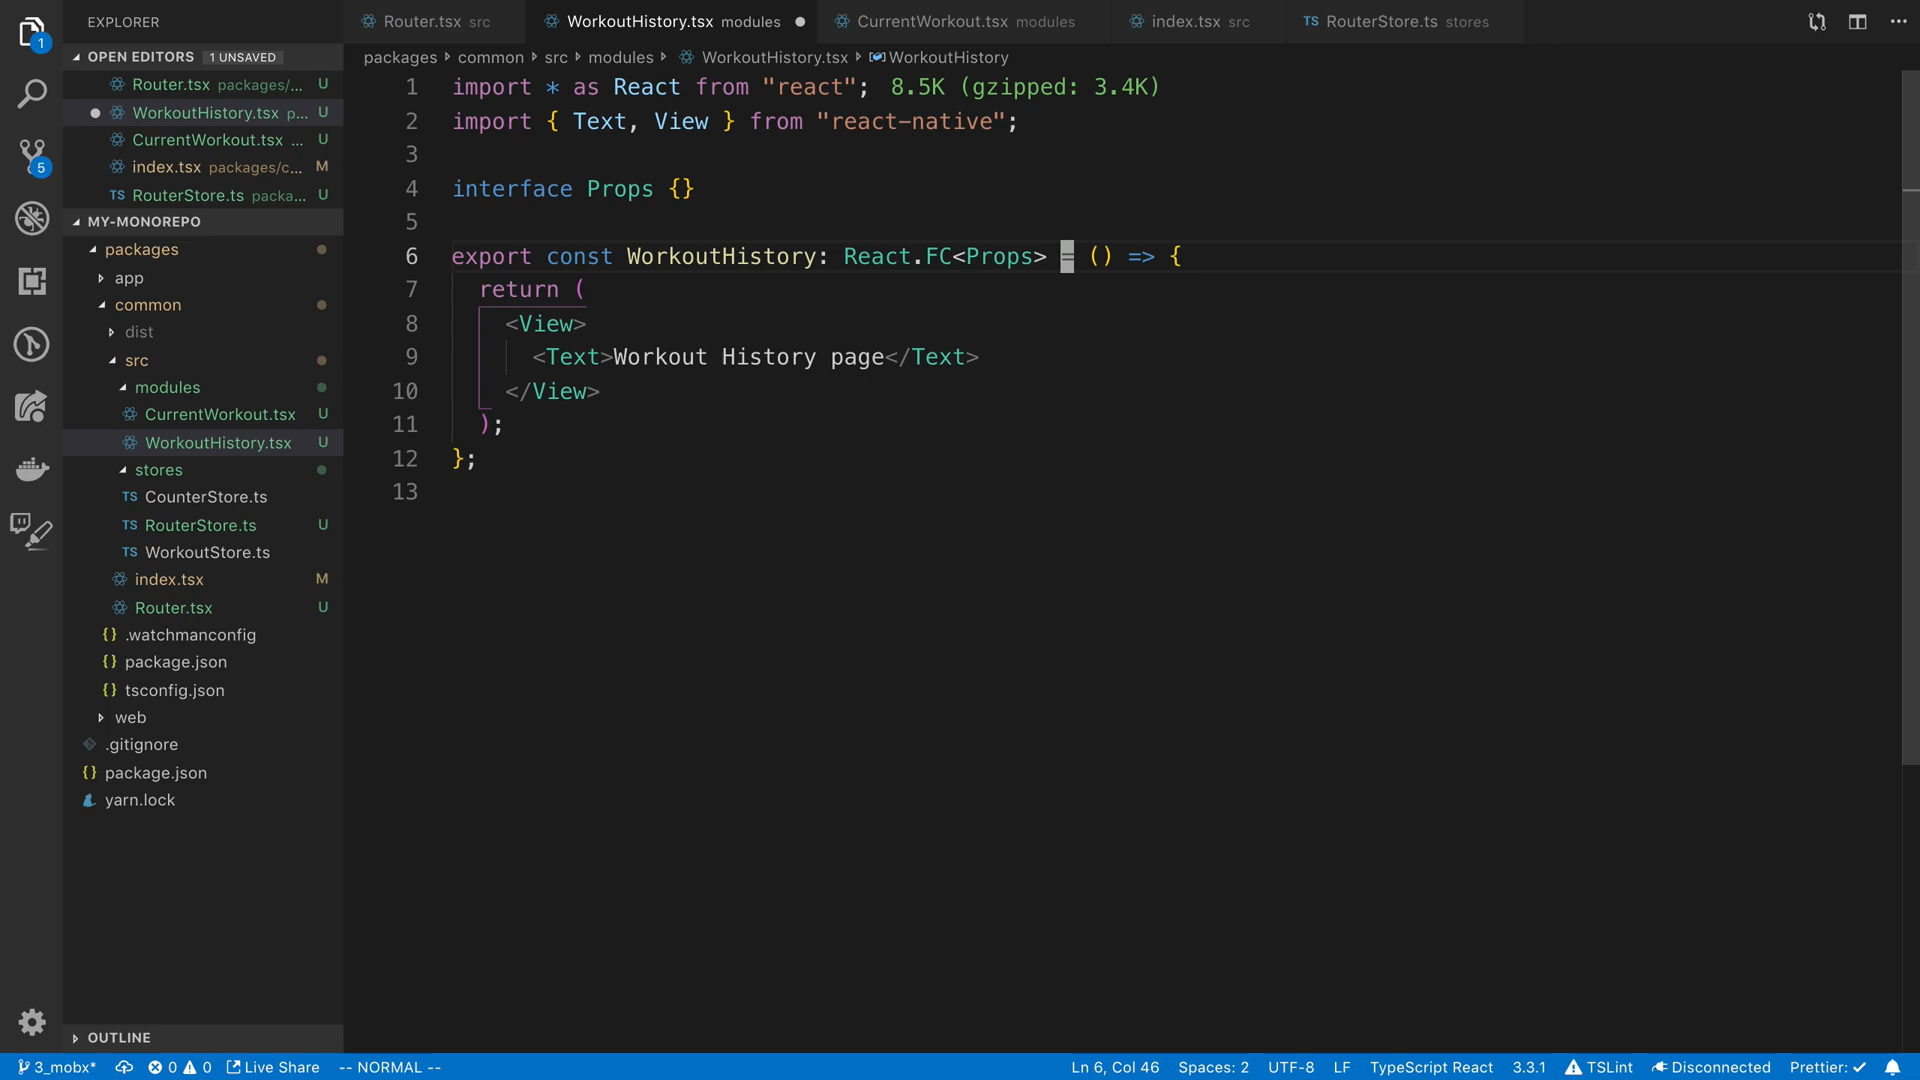 EXPLORER
OPEN EDITORS 1 UNSAVED
Router.tsx packages/... U
WorkoutHistory.tsx p... U
CurrentWorkout.tsx ... U
index.tsx packages/c... M
TS RouterStore.ts packa... U
MY-MONOREPO
packages
app
common
dist
src
modules
CurrentWorkout.tsx U
WorkoutHistory.tsx U
stores
TS CounterStore.ts
TS RouterStore.ts U
TS WorkoutStore.ts
index.tsx M
Router.tsx U
{} .watchmanconfig
{} package.json
{} tsconfig.json
web
.gitignore
{} package.json
yarn.lock
OUTLINE
1
5
Router.tsx src
WorkoutHistory.tsx modules
CurrentWorkout.tsx modules
index.tsx src
TS RouterStore.ts stores
packages › common › src › modules › WorkoutHistory.tsx › WorkoutHistory
1 import * as React from "react"; 8.5K (gzipped: 3.4K)
2 import { Text, View } from "react-native";
3
4 interface Props {}
5
6 export const WorkoutHistory: React.FC<Props> = () => {
7 return (
8 <View>
9 <Text>Workout History page</Text>
10 </View>
11 );
12 };
13
3_mobx* 0 0 Live Share -- NORMAL -- Ln 6, Col 46 Spaces: 2 UTF-8 LF TypeScript React 3.3.1 TSLint Disconnected Prettier: ✓